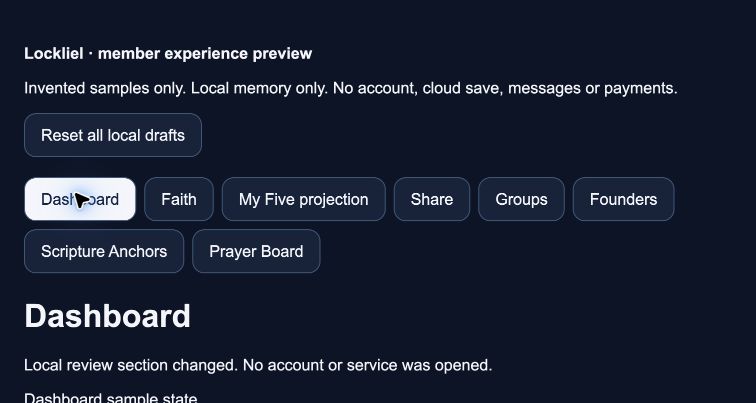 Lockliel · member experience preview
Invented samples only. Local memory only. No account, cloud save, messages or payments.
Reset all local drafts
Dashboard Faith My Five projection Share Groups Founders
Scripture Anchors Prayer Board
Dashboard
Local review section changed. No account or service was opened.
Dashboard sample state